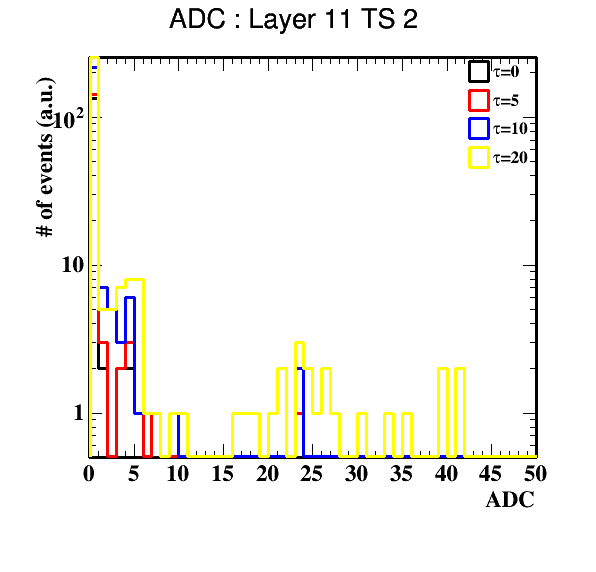 ADC : Layer 11 TS 2
# of events (a.u.)
10²
10
1
τ=0
τ=5
τ=10
τ=20
0 5 10 15 20 25 30 35 40 45 50
ADC